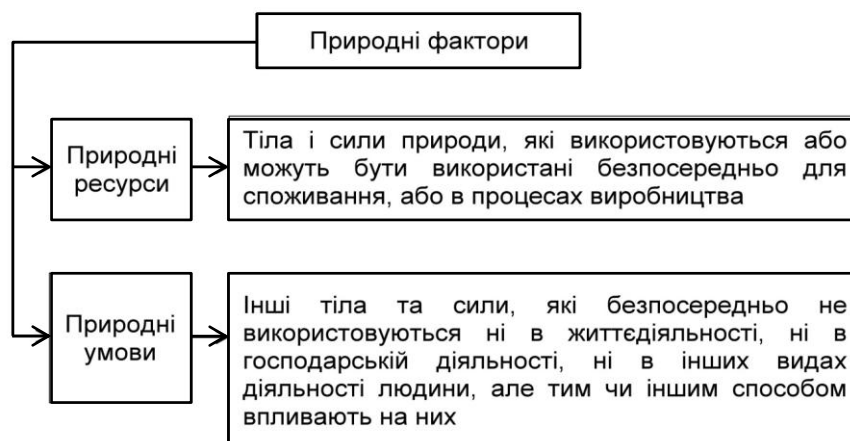 Природні фактори
Природні
ресурси
Тіла і сили природи, які використовуються або
можуть бути використані безпосередньо для
споживання, або в процесах виробництва
Природні
умови
Інші тіла та сили, які безпосередньо не
використовуються ні в життєдіяльності, ні в
господарській діяльності, ні в інших видах
діяльності людини, але тим чи іншим способом
впливають на них